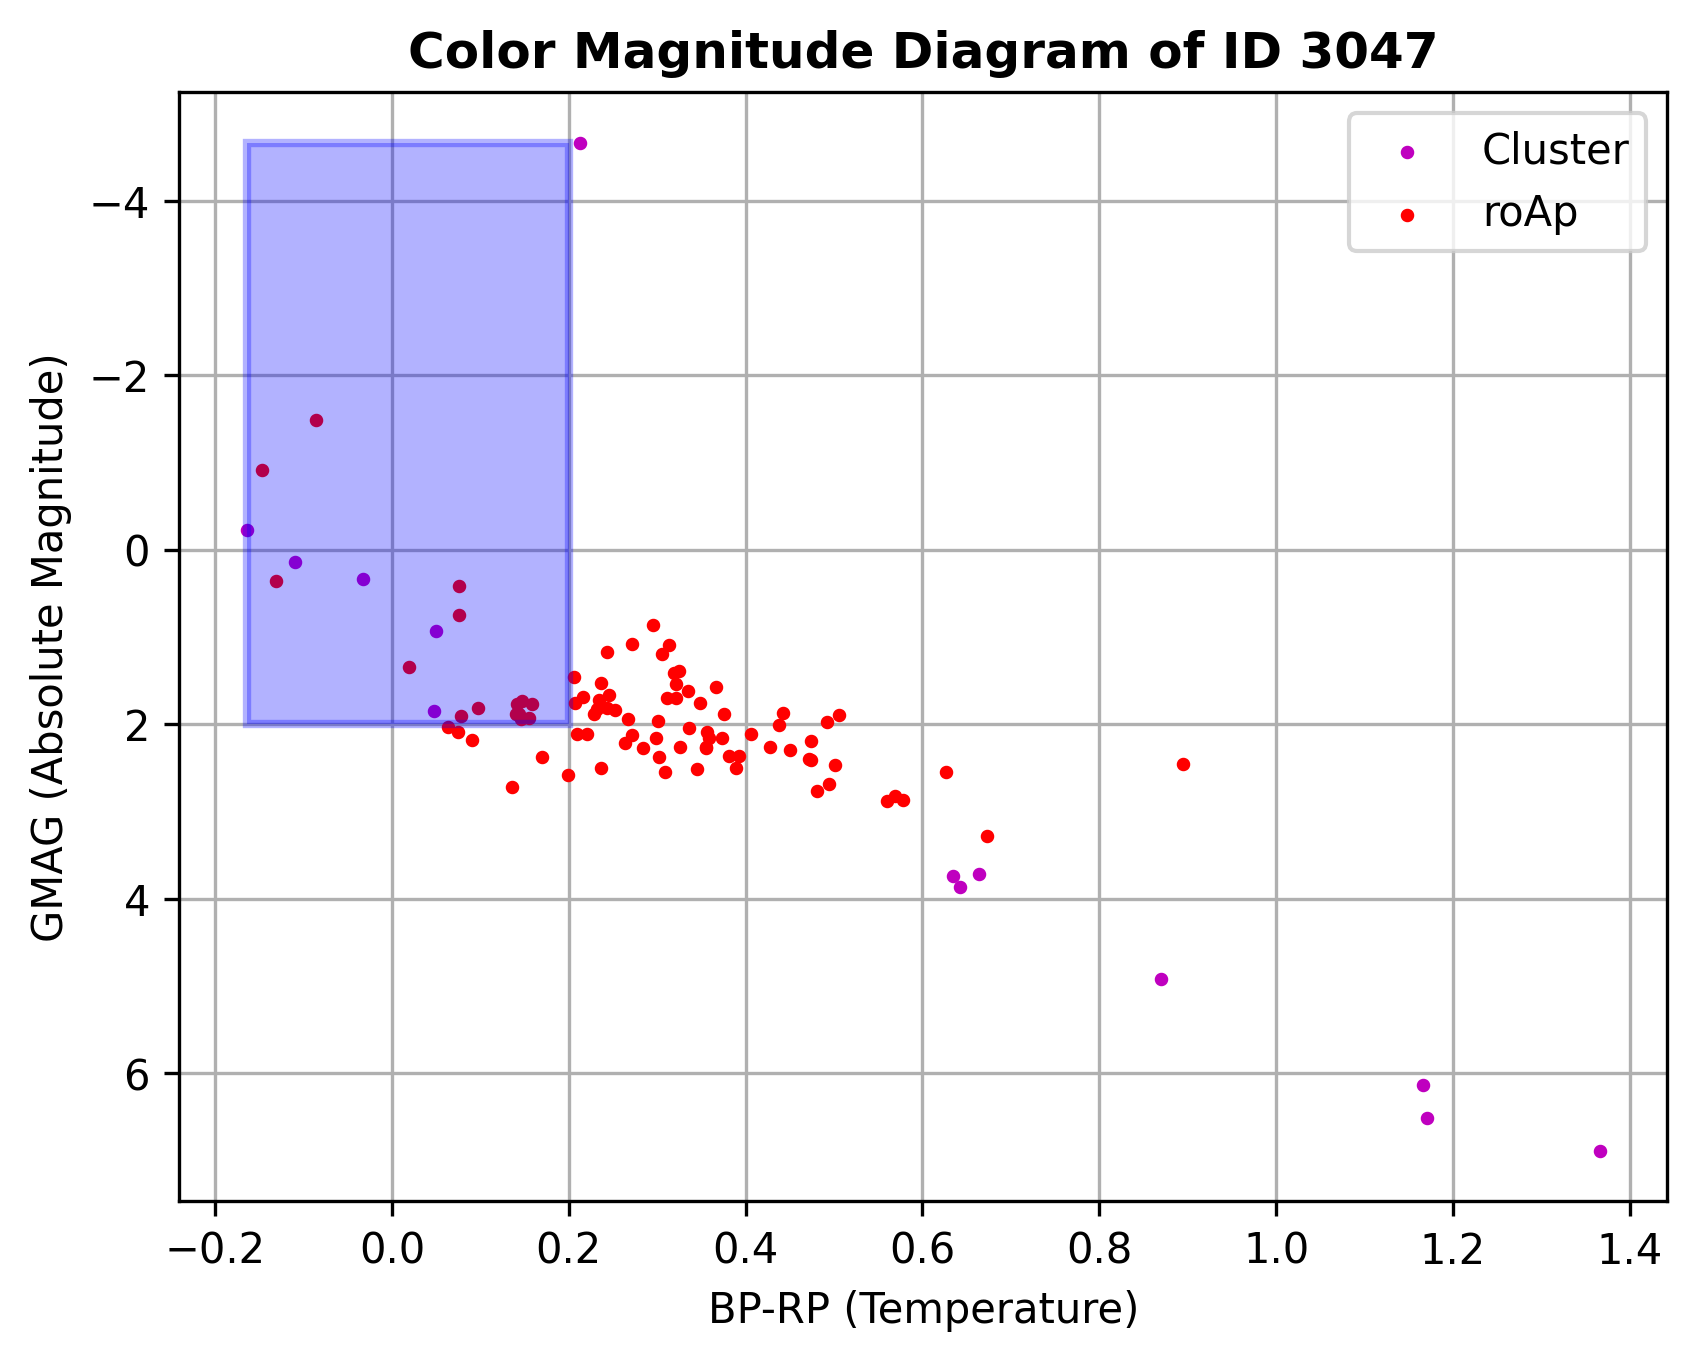 Color Magnitude Diagram of ID 3047
Cluster
roAp
GMAG (Absolute Magnitude)
−4
−2
0
2
4
6
−0.2 0.0 0.2 0.4 0.6 0.8 1.0 1.2 1.4
BP-RP (Temperature)